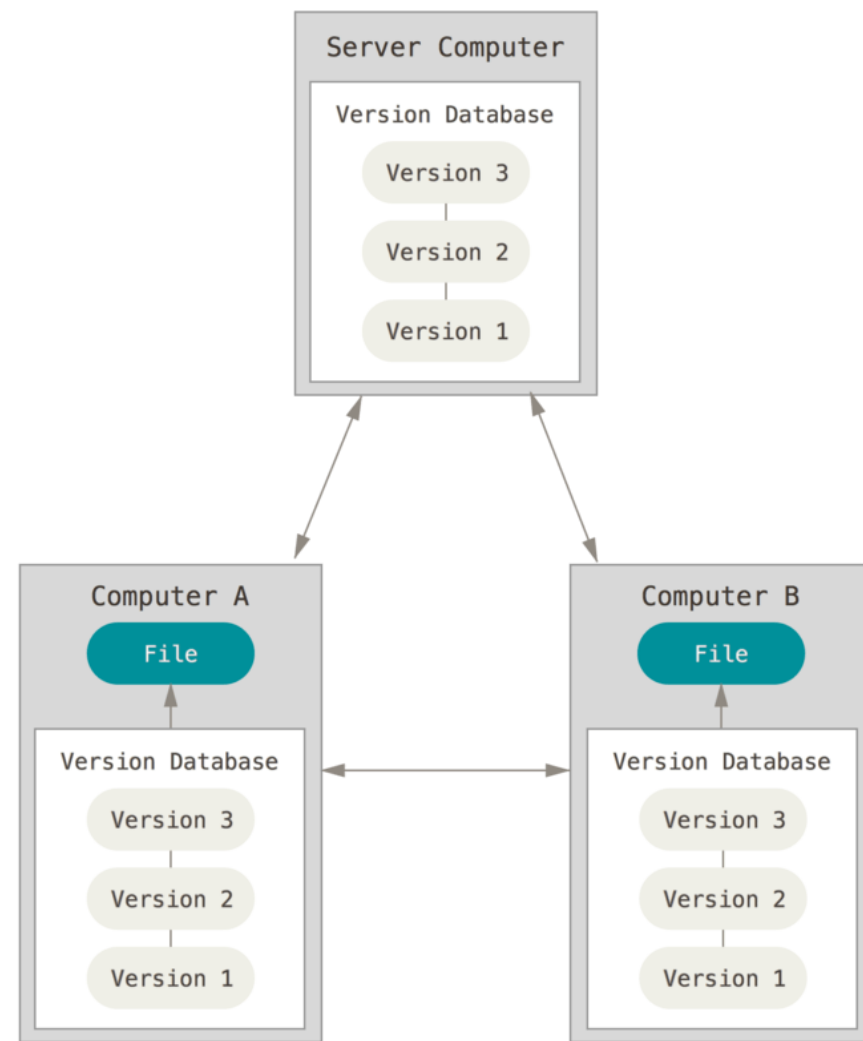 Server Computer
Version Database
Version 3
Version 2
Version 1
Computer A
File
Version Database
Version 3
Version 2
Version 1
Computer B
File
Version Database
Version 3
Version 2
Version 1